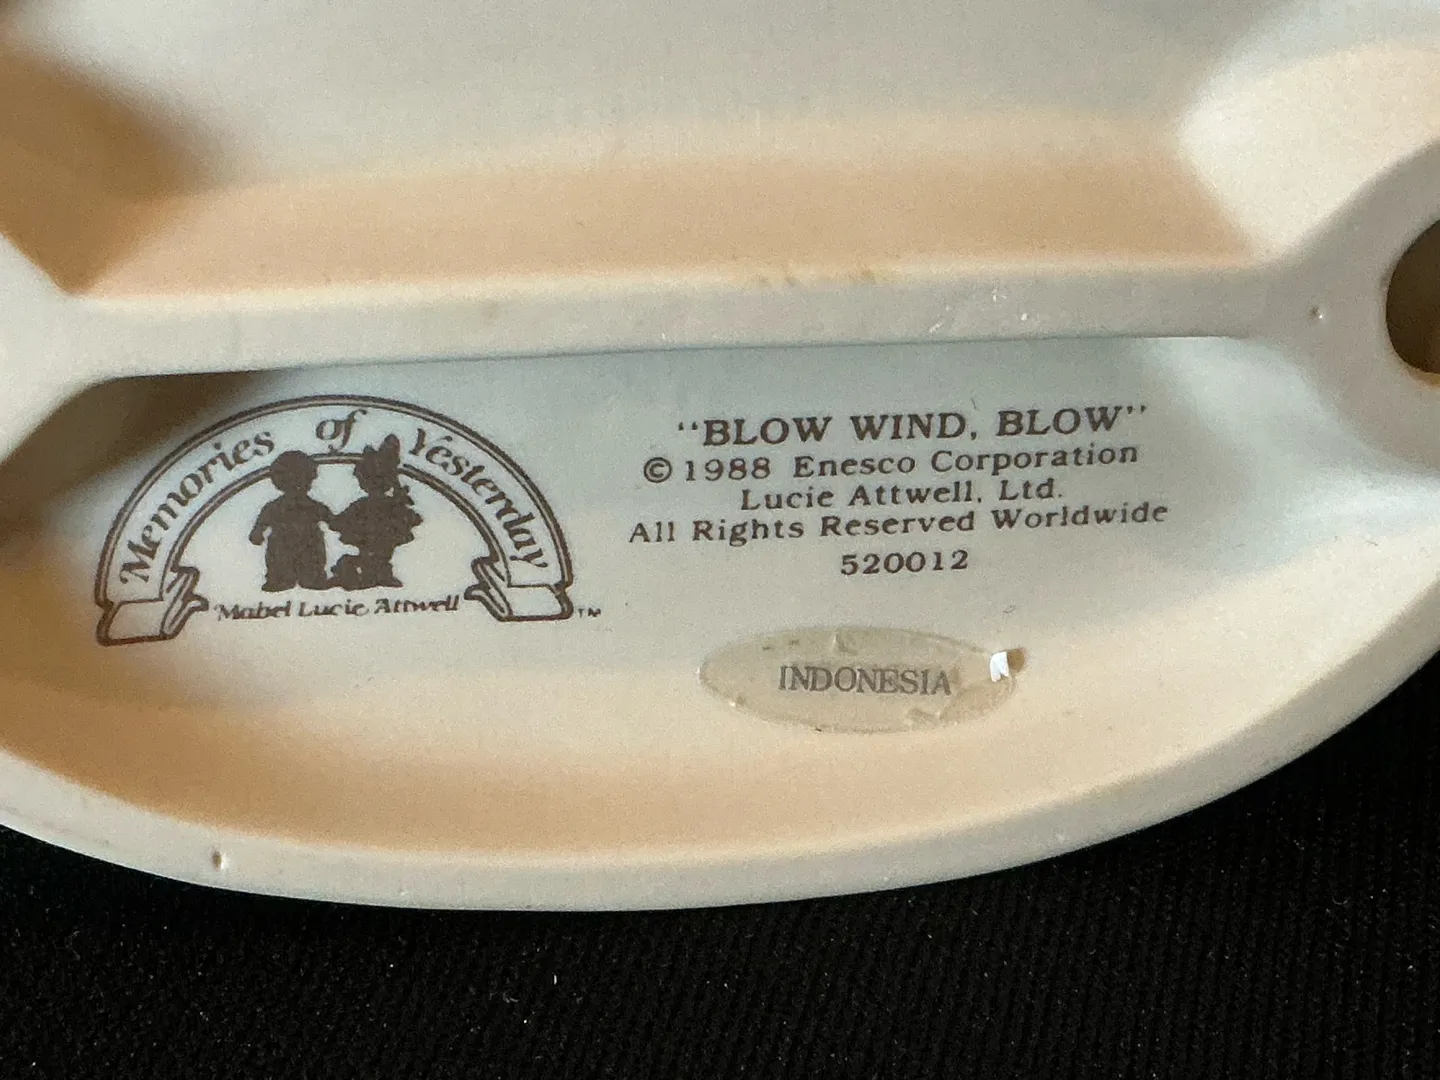 Memories of Yesterday
Mabel Lucie Attwell
TM
“BLOW WIND, BLOW”
© 1988 Enesco Corporation
Lucie Attwell, Ltd.
All Rights Reserved Worldwide
520012
INDONESIA